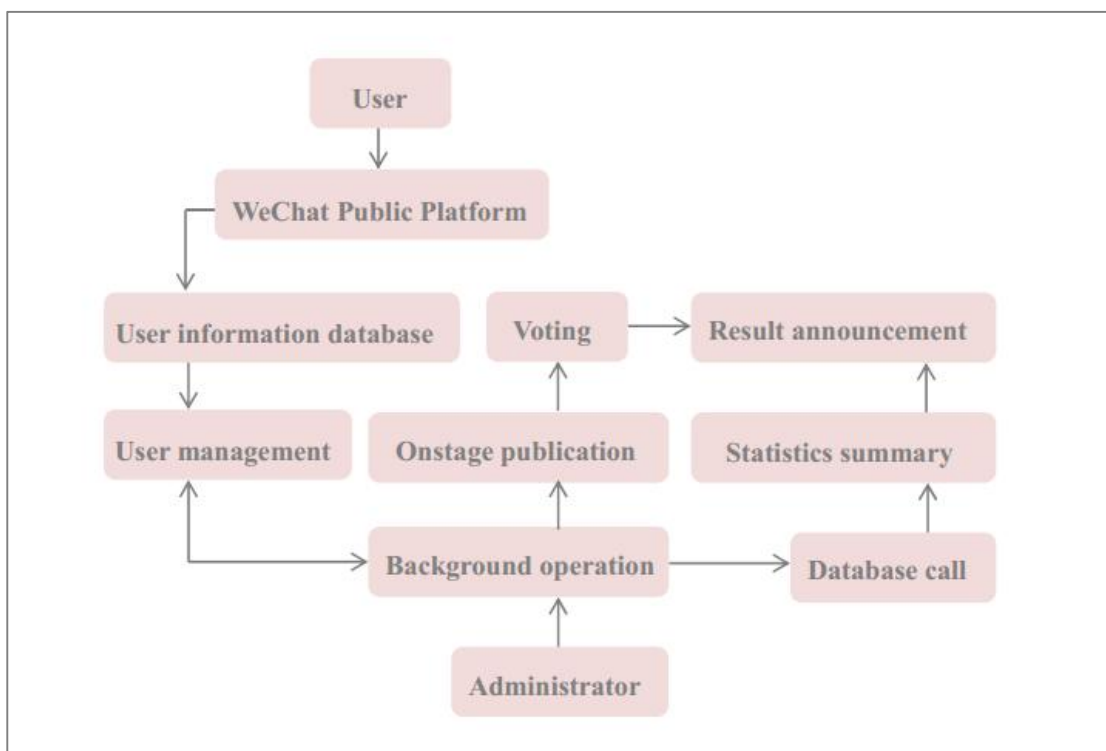 User
WeChat Public Platform
User information database
Voting
Result announcement
User management
Onstage publication
Statistics summary
Background operation
Database call
Administrator